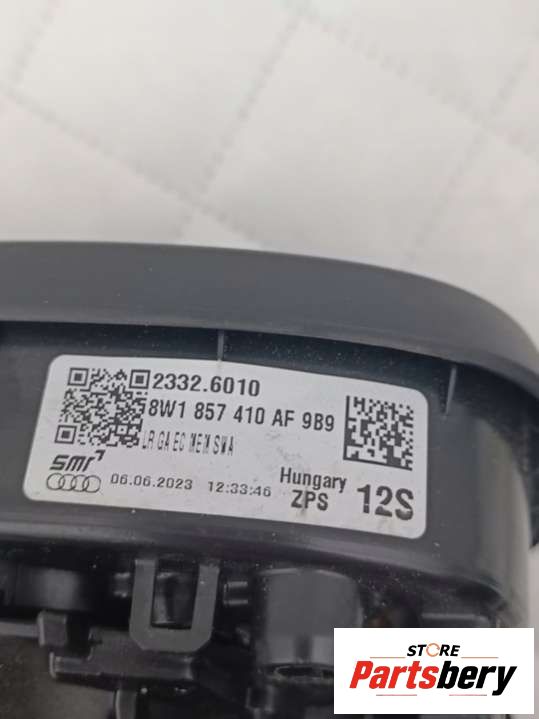 2332.6010
8W1 857 410 AF 9B9
LR GA EC MEM SWA
smr
06.06.2023 12:33:46
Hungary
ZPS 12S
STORE
Partsbery